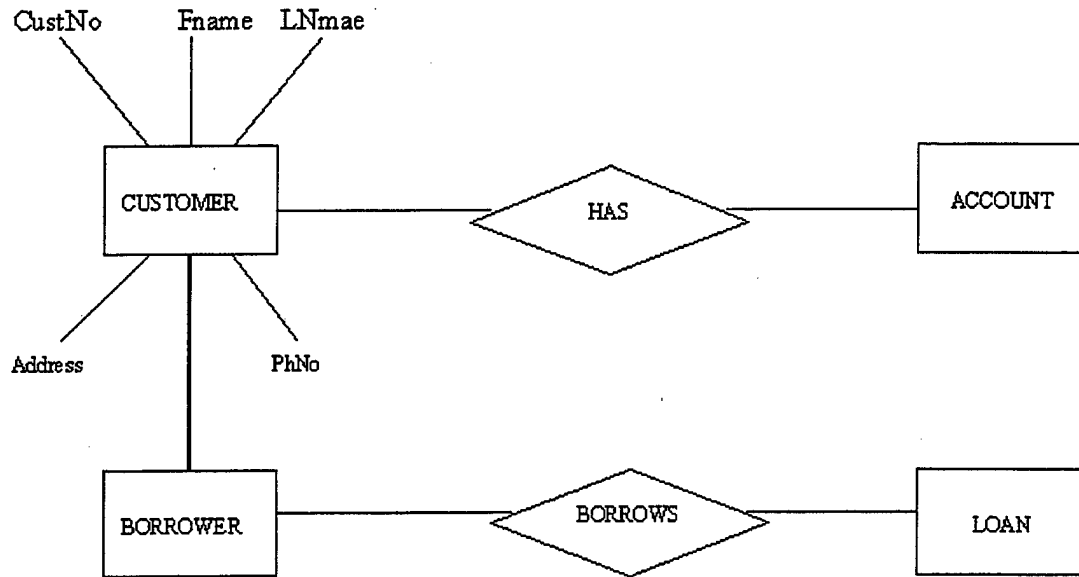 CustNo Fname LNmae
CUSTOMER HAS ACCOUNT
Address PhNo
BORROWER BORROWS LOAN